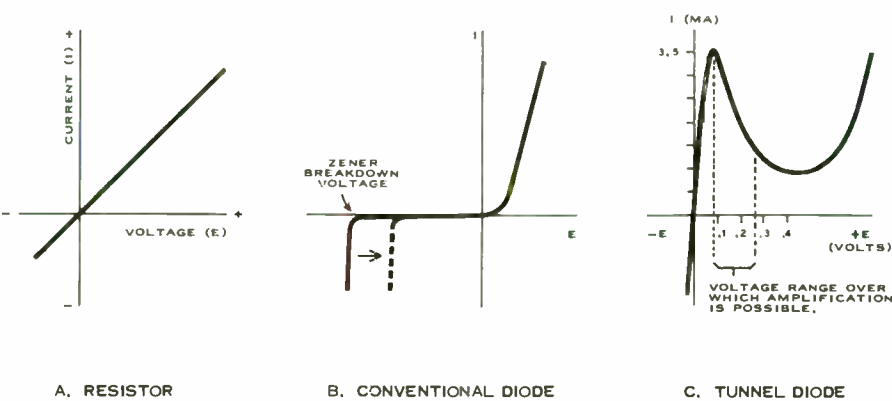 +
CURRENT (I)
-
+
VOLTAGE (E)
-
A. RESISTOR
I
ZENER
BREAKDOWN
VOLTAGE
E
B. CONVENTIONAL DIODE
I (MA)
3.5
-E
.1 .2 .3 .4
+E
(VOLTS)
VOLTAGE RANGE OVER
WHICH AMPLIFICATION
IS POSSIBLE.
C. TUNNEL DIODE